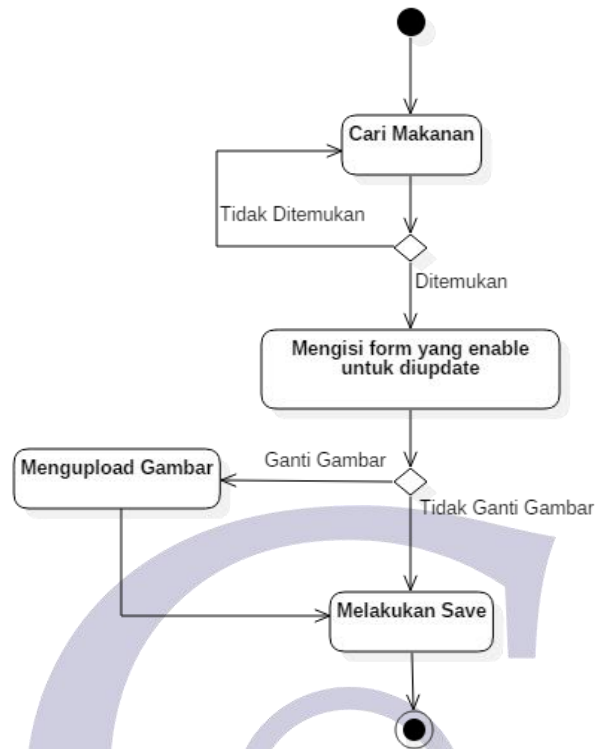 Cari Makanan
Tidak Ditemukan
Ditemukan
Mengisi form yang enable
untuk diupdate
Ganti Gambar
Mengupload Gambar
Tidak Ganti Gambar
Melakukan Save